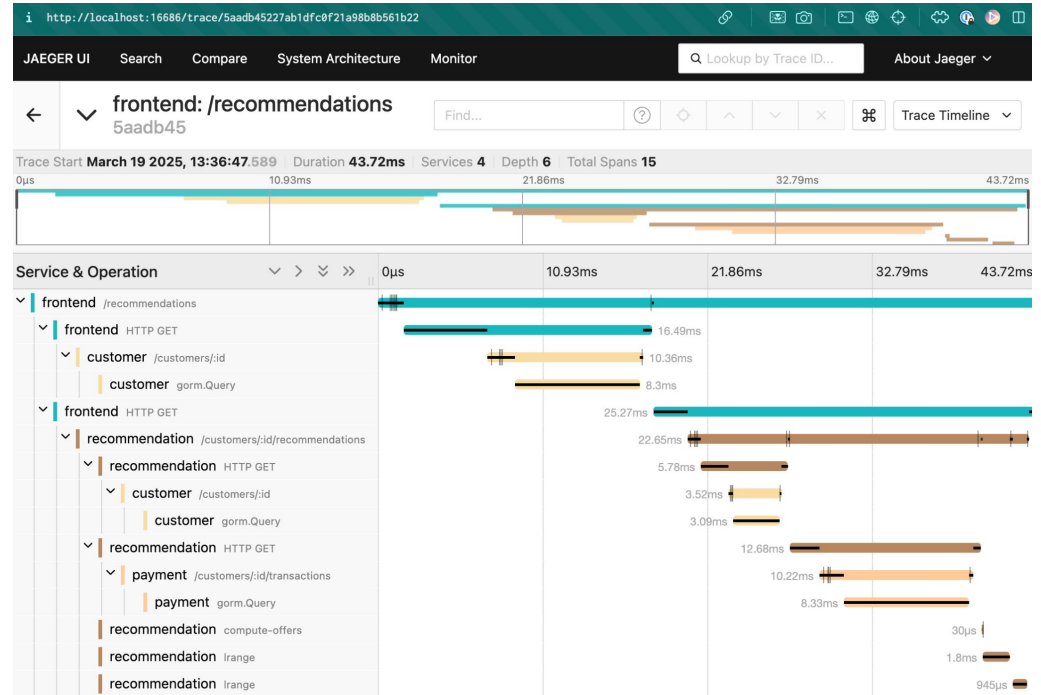 i http://localhost:16686/trace/5aadb45227ab1dfc0f21a98b8b561b22
JAEGER UI Search Compare System Architecture Monitor Lookup by Trace ID... About Jaeger
frontend: /recommendations
5aadb45
Find... ? ⌘ Trace Timeline
Trace Start March 19 2025, 13:36:47.589 Duration 43.72ms Services 4 Depth 6 Total Spans 15
0μs 10.93ms 21.86ms 32.79ms 43.72ms
Service & Operation 0μs 10.93ms 21.86ms 32.79ms 43.72ms
frontend /recommendations
frontend HTTP GET 16.49ms
customer /customers/:id 10.36ms
customer gorm.Query 8.3ms
frontend HTTP GET 25.27ms
recommendation /customers/:id/recommendations 22.65ms
recommendation HTTP GET 5.78ms
customer /customers/:id 3.52ms
customer gorm.Query 3.09ms
recommendation HTTP GET 12.68ms
payment /customers/:id/transactions 10.22ms
payment gorm.Query 8.33ms
recommendation compute-offers 30μs
recommendation lrange 1.8ms
recommendation lrange 945μs